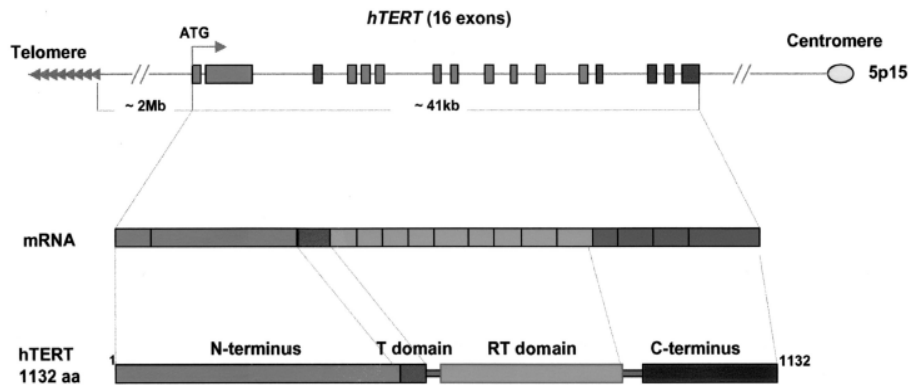 hTERT (16 exons)
Telomere
ATG
Centromere
5p15
~ 2Mb
~ 41kb
mRNA
hTERT
1132 aa
1
N-terminus
T domain
RT domain
C-terminus
1132